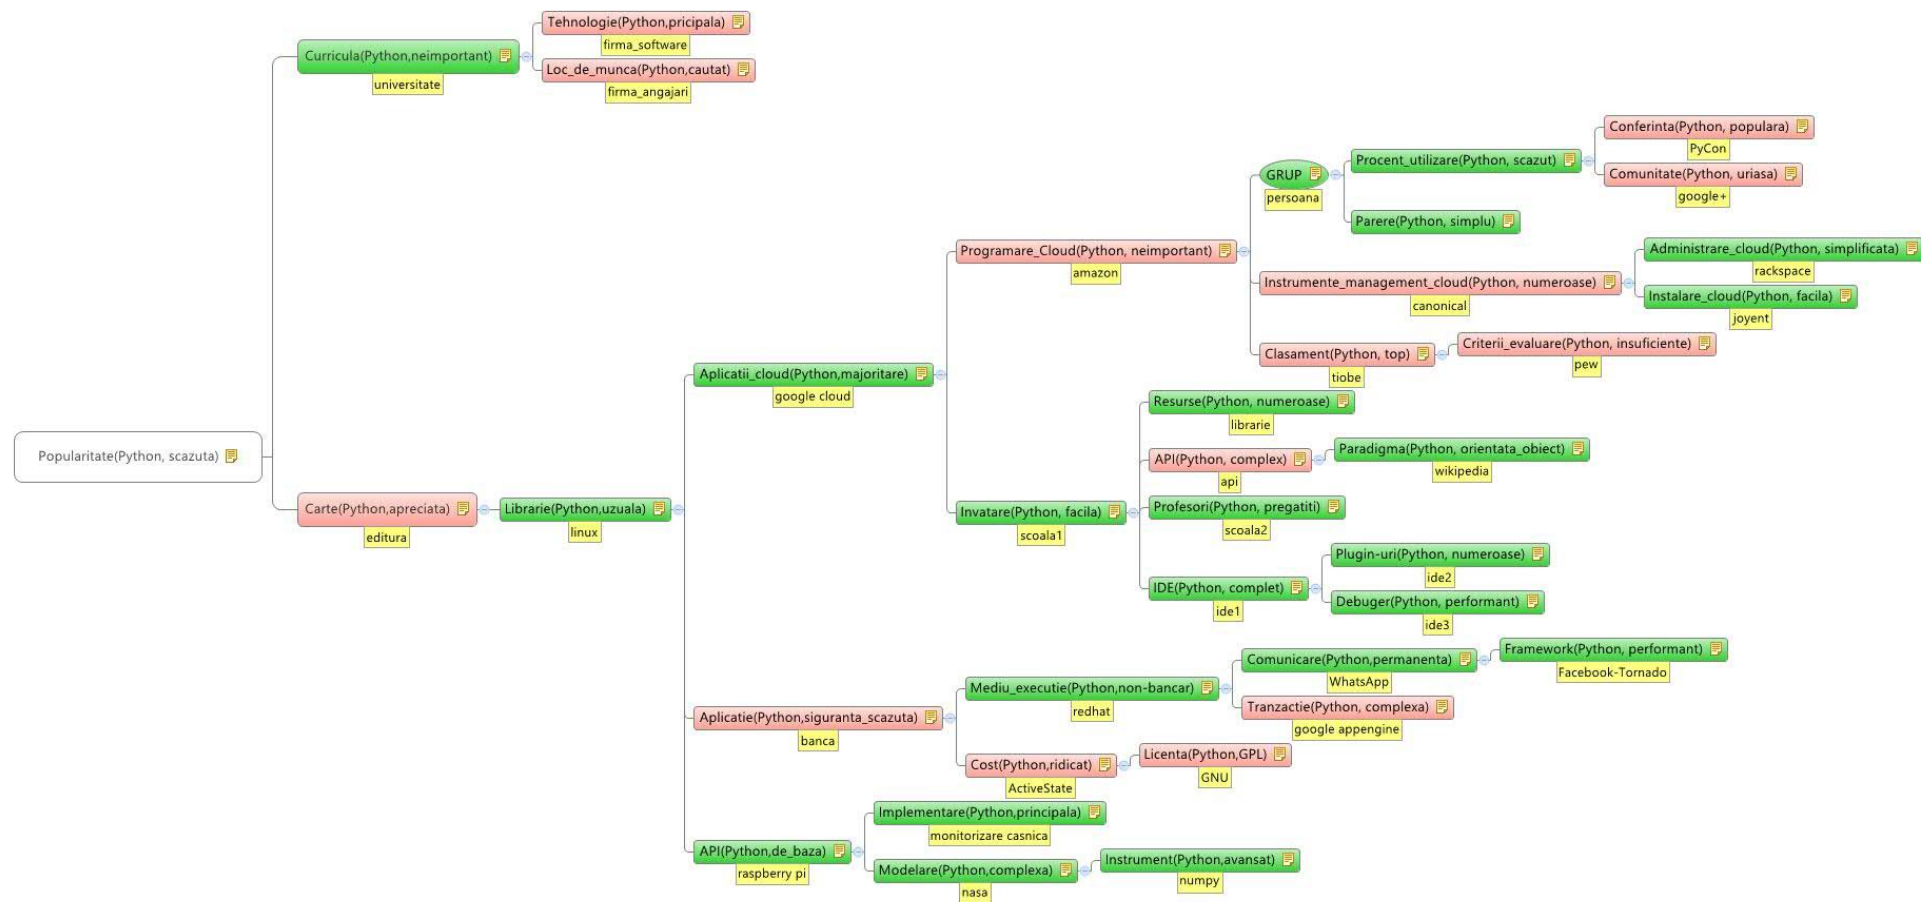 Tehnologie(Python,pricipala)
firma_software
Curricula(Python,neimportant)
universitate
Loc_de_munca(Python,cautat)
firma_angajari
Conferinta(Python, populara)
PyCon
Procent_utilizare(Python, scazut)
Comunitate(Python, uriasa)
google+
GRUP
persoana
Parere(Python, simplu)
Programare_Cloud(Python, neimportant)
amazon
Administrare_cloud(Python, simplificata)
rackspace
Instrumente_management_cloud(Python, numeroase)
canonical
Instalare_cloud(Python, facila)
joyent
Clasament(Python, top)
tiobe
Criterii_evaluare(Python, insuficiente)
pew
Aplicatii_cloud(Python,majoritare)
google cloud
Resurse(Python, numeroase)
librarie
Popularitate(Python, scazuta)
API(Python, complex)
api
Paradigma(Python, orientata_obiect)
wikipedia
Carte(Python,apreciata)
editura
Librarie(Python,uzuala)
linux
Invatare(Python, facila)
scoala1
Profesori(Python, pregatiti)
scoala2
Plugin-uri(Python, numeroase)
ide2
IDE(Python, complet)
ide1
Debuger(Python, performant)
ide3
Comunicare(Python,permanenta)
WhatsApp
Framework(Python, performant)
Facebook-Tornado
Mediu_executie(Python,non-bancar)
redhat
Tranzactie(Python, complexa)
google appengine
Aplicatie(Python,siguranta_scazuta)
banca
Cost(Python,ridicat)
ActiveState
Licenta(Python,GPL)
GNU
Implementare(Python,principala)
monitorizare casnica
API(Python,de_baza)
raspberry pi
Modelare(Python,complexa)
nasa
Instrument(Python,avansat)
numpy